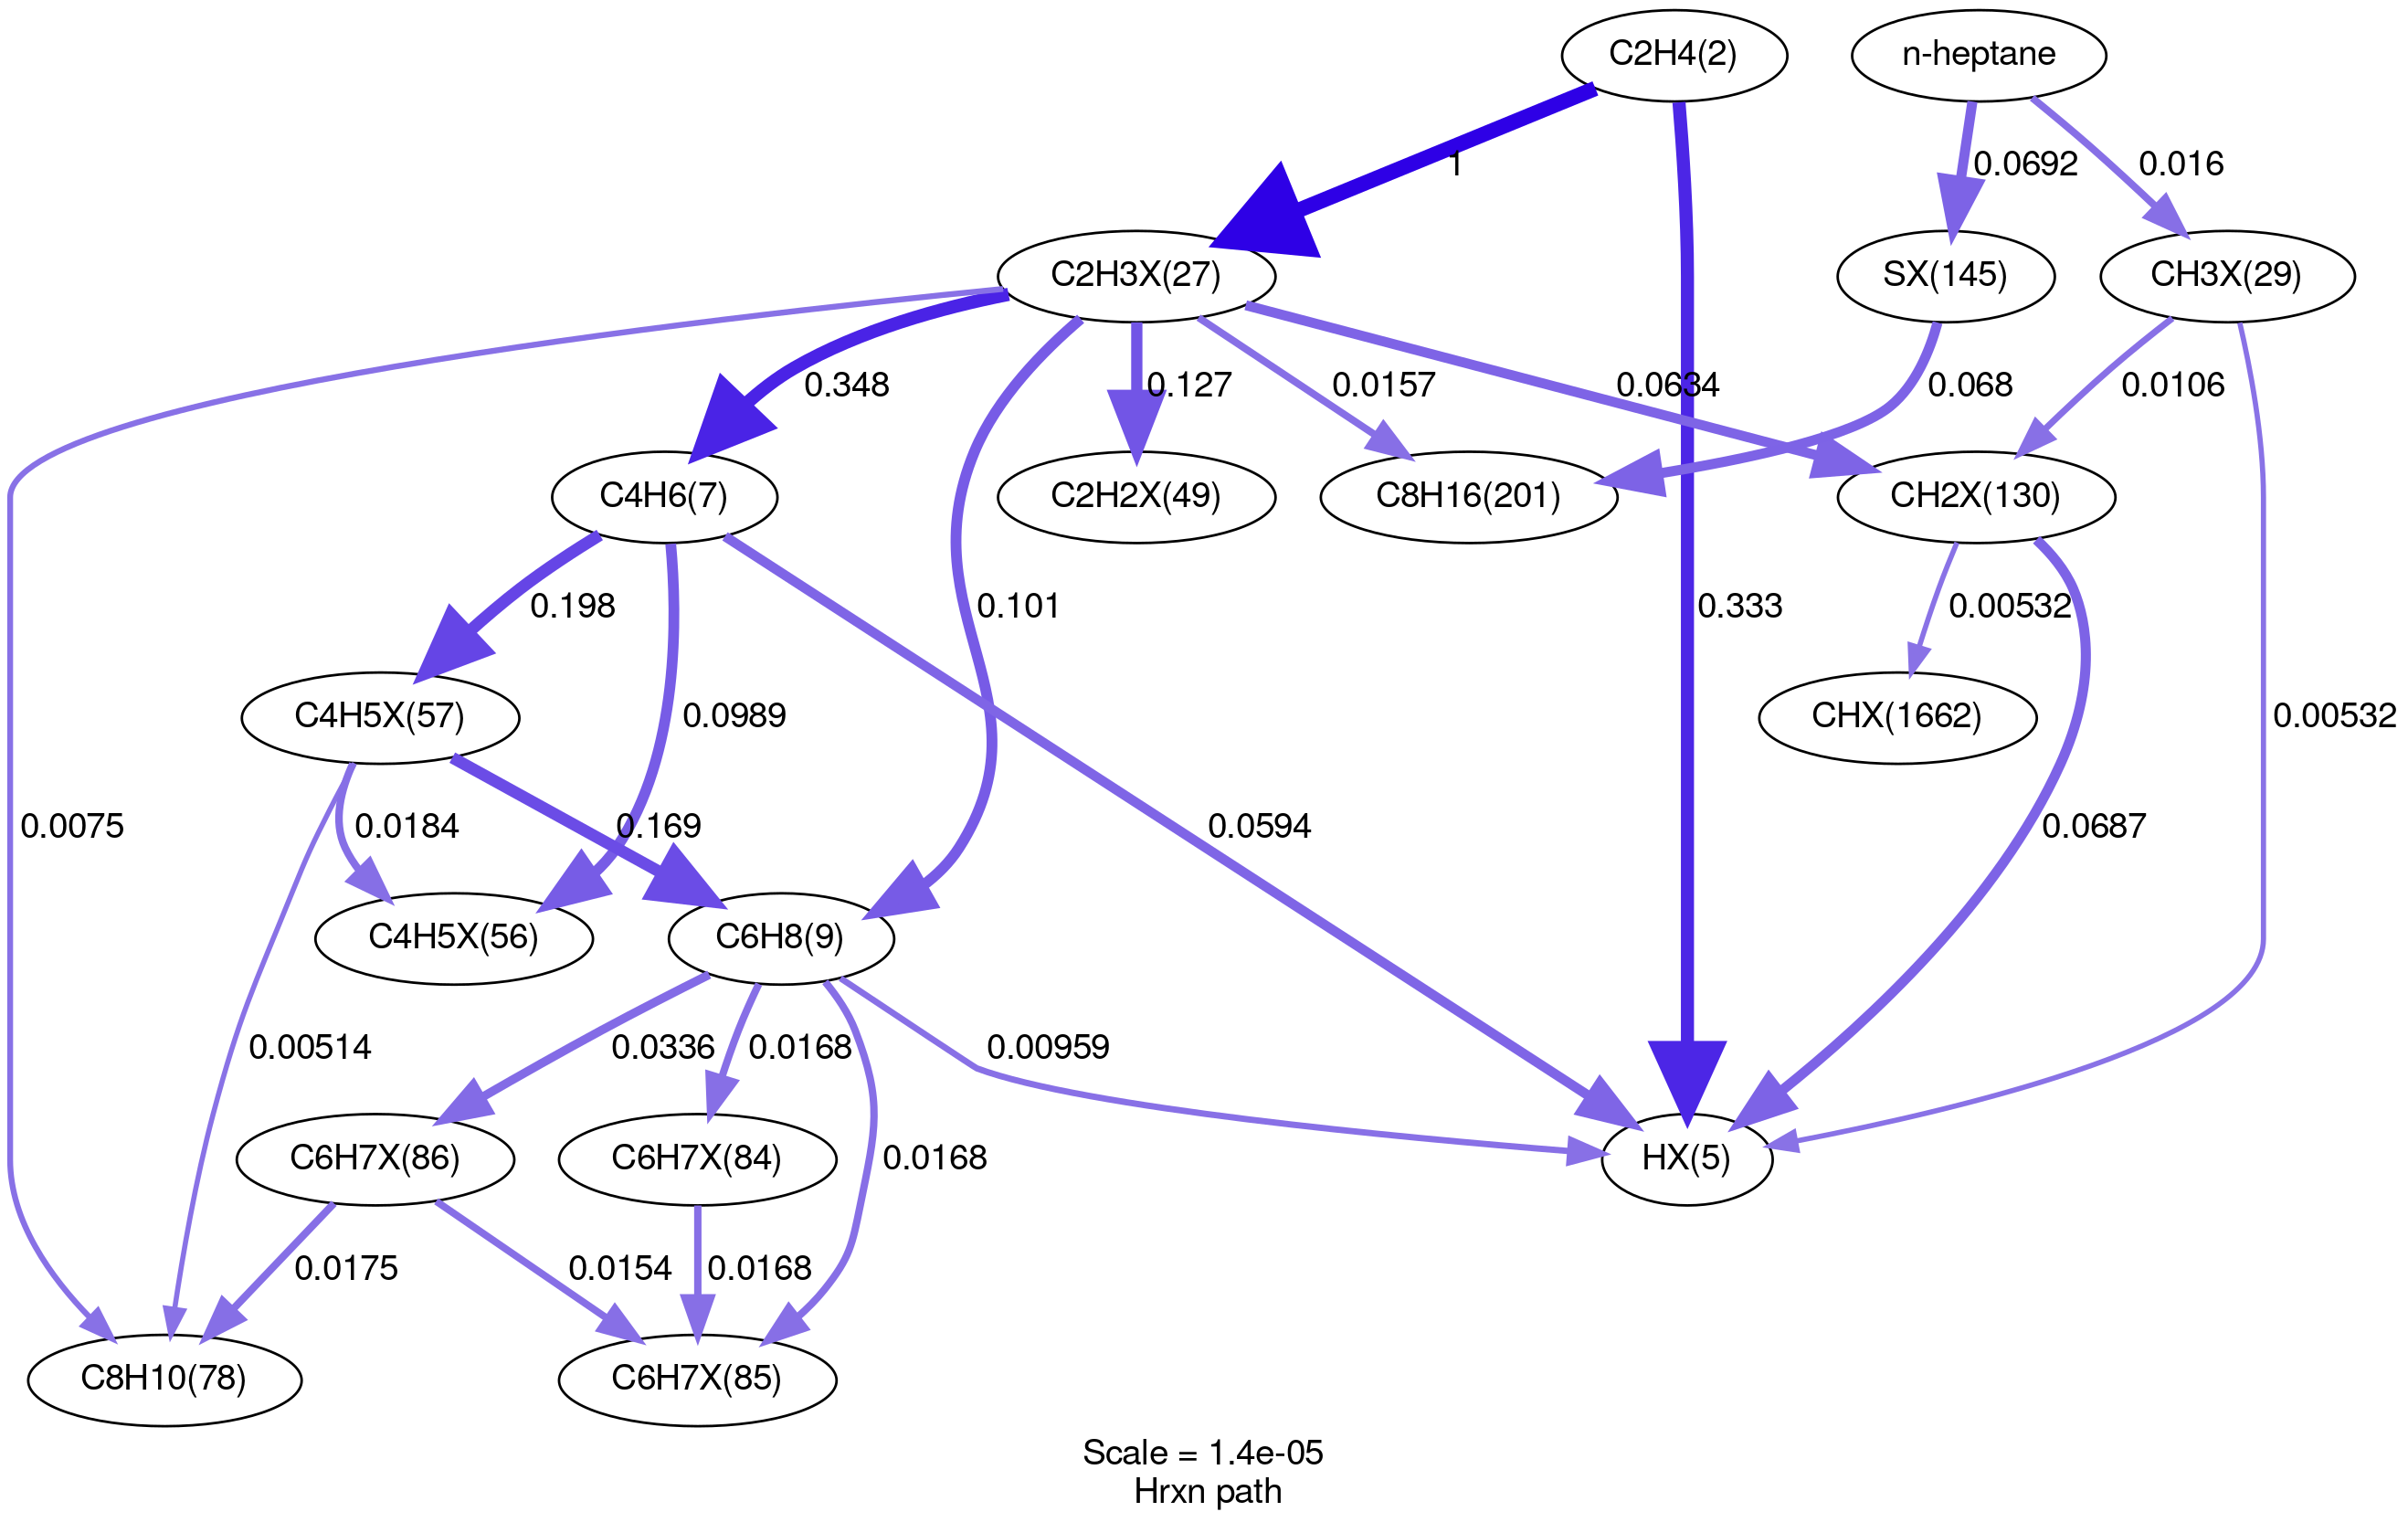 C2H4(2)
n-heptane
1
0.0692
0.016
C2H3X(27)
SX(145)
CH3X(29)
0.348
0.127
0.0157
0.0634
0.068
0.0106
C4H6(7)
C2H2X(49)
C8H16(201)
CH2X(130)
0.198
0.101
0.333
0.00532
C4H5X(57)
0.0989
CHX(1662)
0.00532
0.0075
0.0184
0.169
0.0594
0.0687
C4H5X(56)
C6H8(9)
0.00514
0.0336
0.0168
0.00959
C6H7X(86)
C6H7X(84)
0.0168
HX(5)
0.0175
0.0154
0.0168
C8H10(78)
C6H7X(85)
Scale = 1.4e-05
Hrxn path